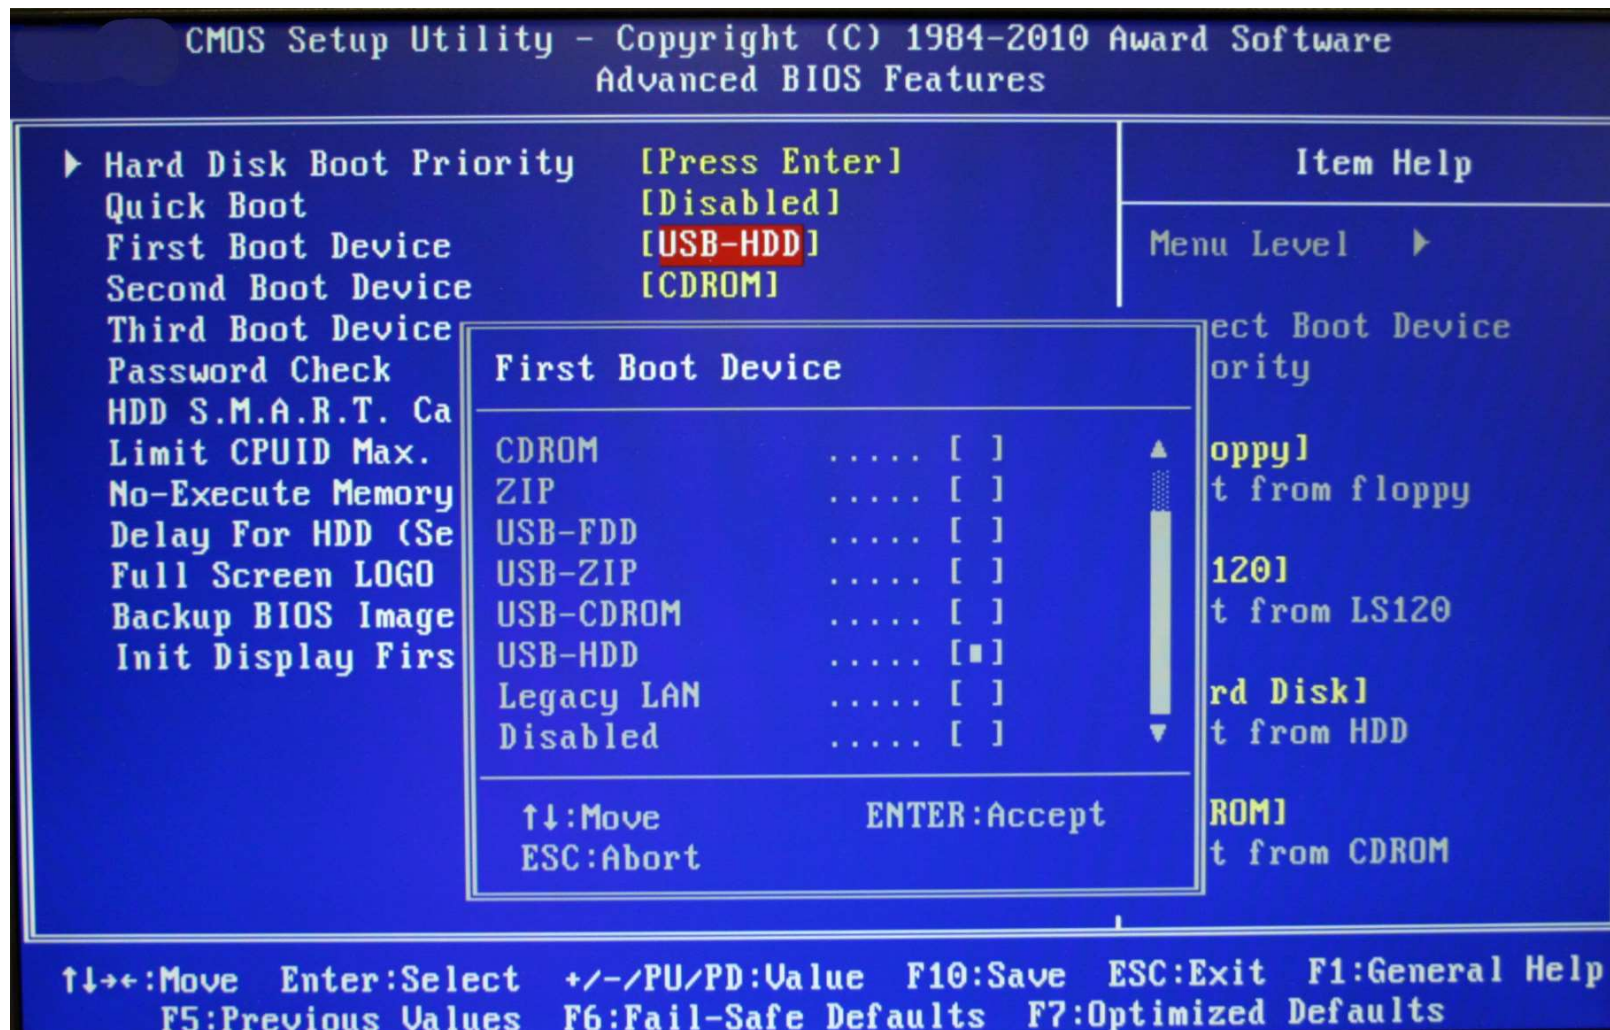 CMOS Setup Utility - Copyright (C) 1984-2010 Award Software
Advanced BIOS Features
▶ Hard Disk Boot Priority [Press Enter]
Quick Boot [Disabled]
First Boot Device [USB-HDD]
Second Boot Device [CDROM]
Third Boot Device
Password Check
HDD S.M.A.R.T. Ca
Limit CPUID Max.
No-Execute Memory
Delay For HDD (Se
Full Screen LOGO
Backup BIOS Image
Init Display Firs
First Boot Device
CDROM ..... [ ]
ZIP ..... [ ]
USB-FDD ..... [ ]
USB-ZIP ..... [ ]
USB-CDROM ..... [ ]
USB-HDD ..... [■]
Legacy LAN ..... [ ]
Disabled ..... [ ]
↑↓:Move ENTER:Accept
ESC:Abort
Item Help
Menu Level ▶
ect Boot Device
ority
oppy]
t from floppy
120]
t from LS120
rd Disk]
t from HDD
ROM]
t from CDROM
↑↓→←:Move Enter:Select +/-/PU/PD:Value F10:Save ESC:Exit F1:General Help
F5:Previous Values F6:Fail-Safe Defaults F7:Optimized Defaults